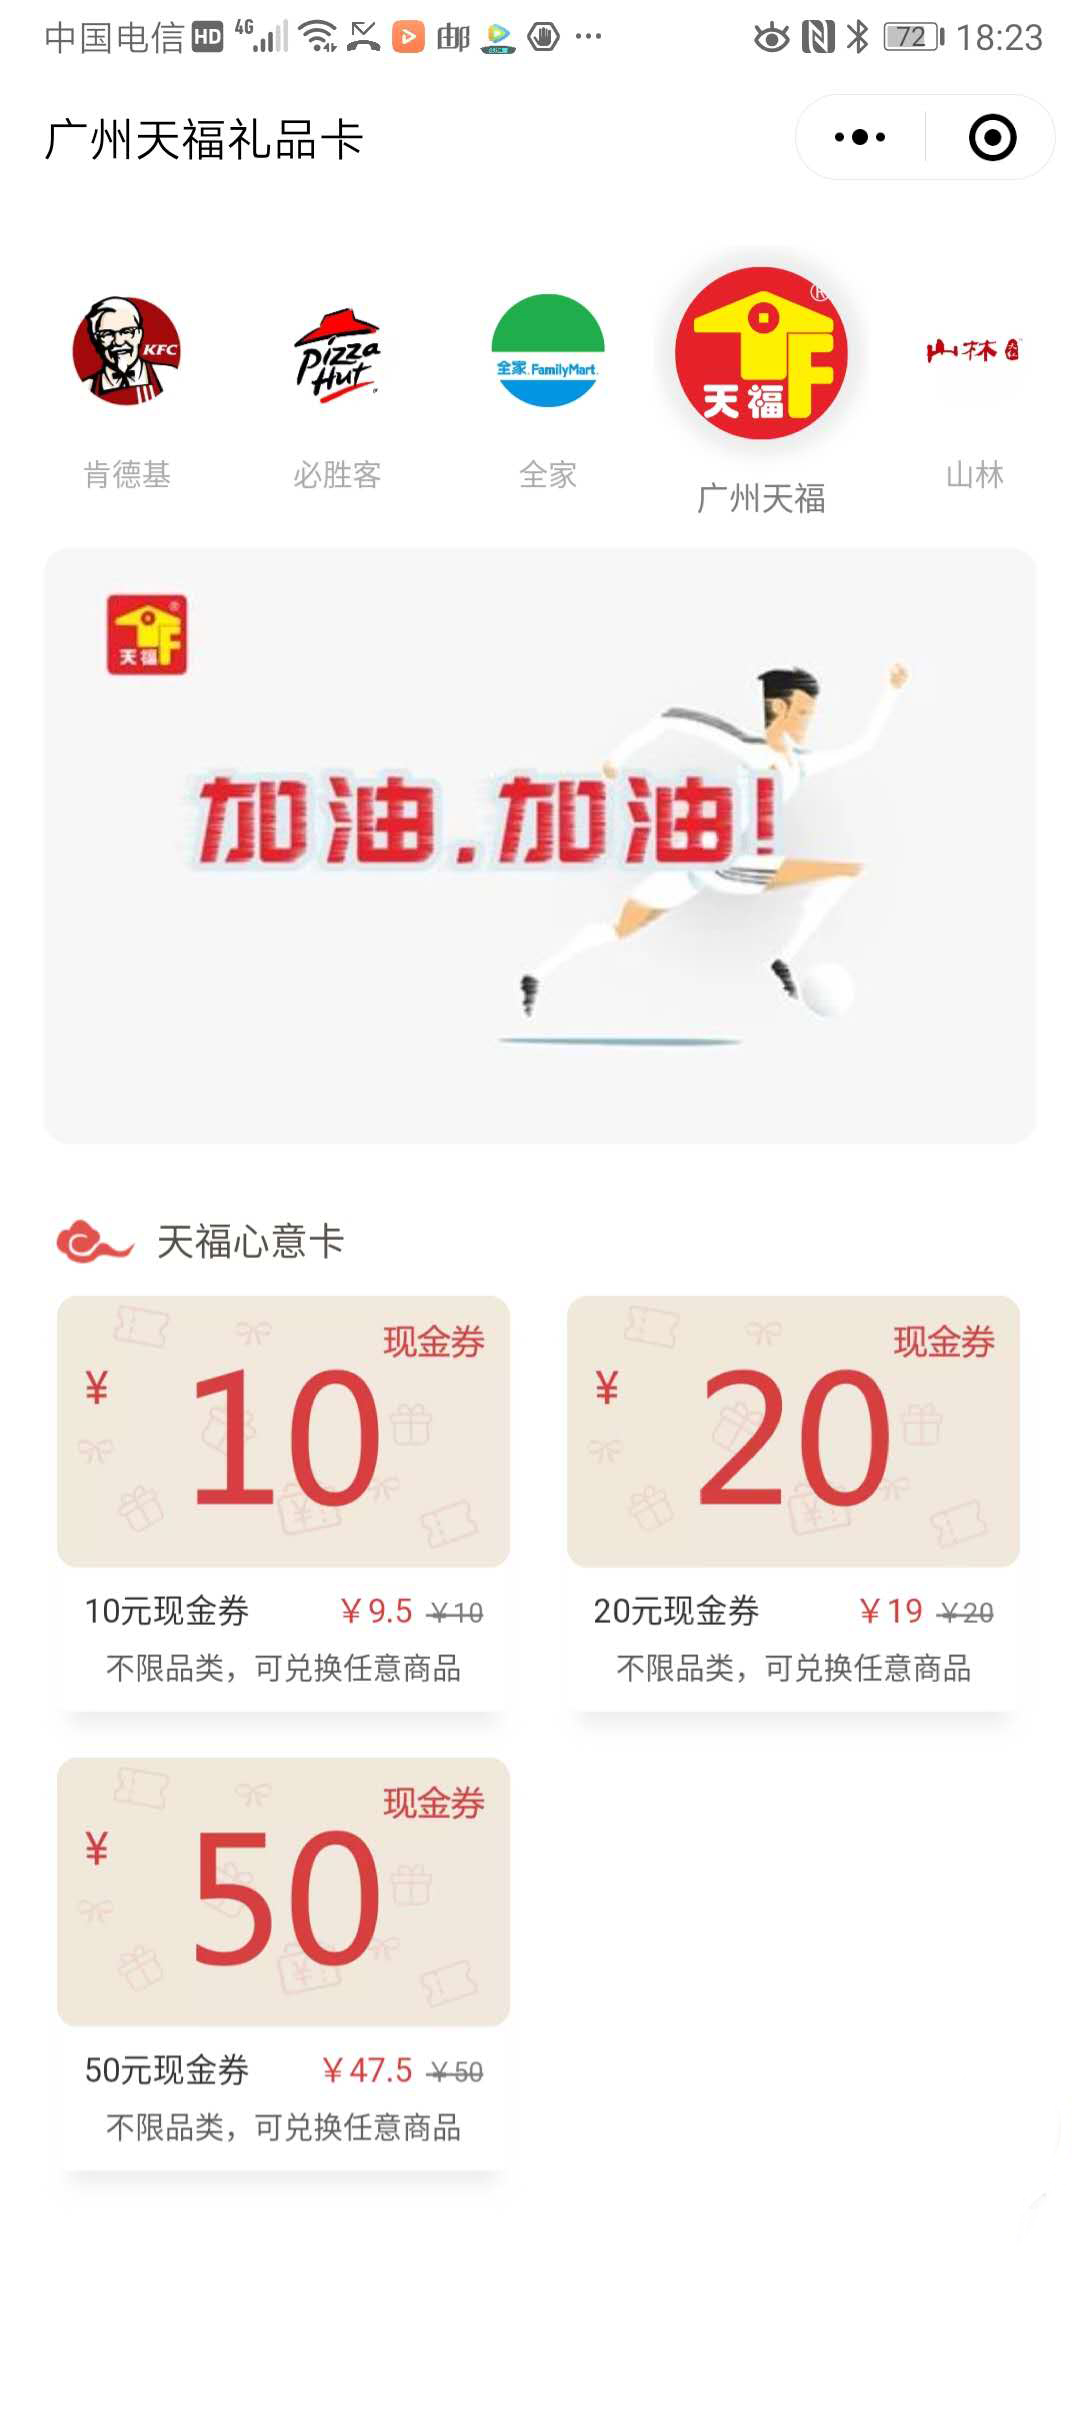 中国电信 HD 4G 邮 72 18:23
广州天福礼品卡
KFC
Pizza Hut
全家.FamilyMart.
天福
山林
肯德基
必胜客
全家
广州天福
山林
天福
加油.加油!
天福心意卡
现金券
¥ 10
10元现金券 ¥9.5 ¥10
不限品类，可兑换任意商品
现金券
¥ 20
20元现金券 ¥19 ¥20
不限品类，可兑换任意商品
现金券
¥ 50
50元现金券 ¥47.5 ¥50
不限品类，可兑换任意商品